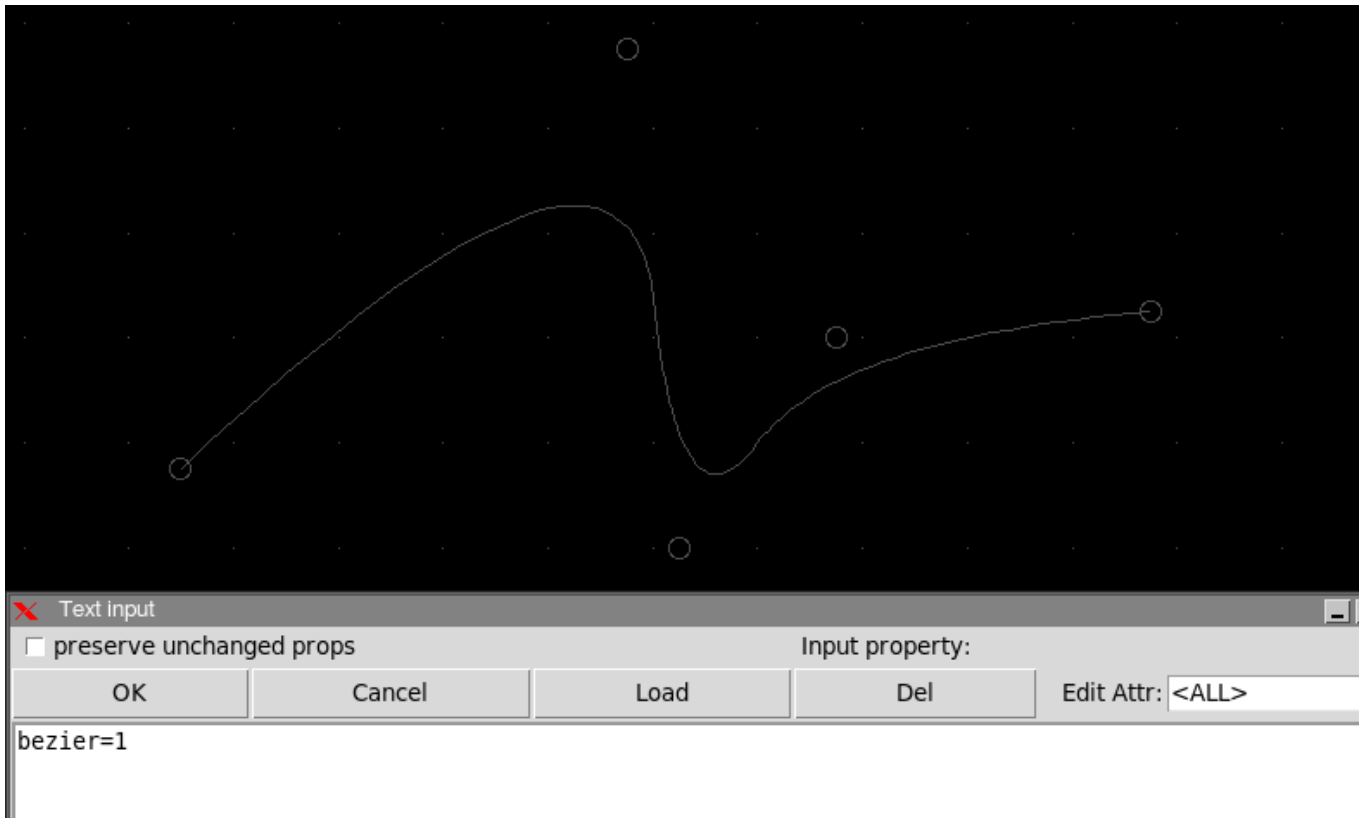 Text input
preserve unchanged props Input property:
OK Cancel Load Del Edit Attr: <ALL>
bezier=1